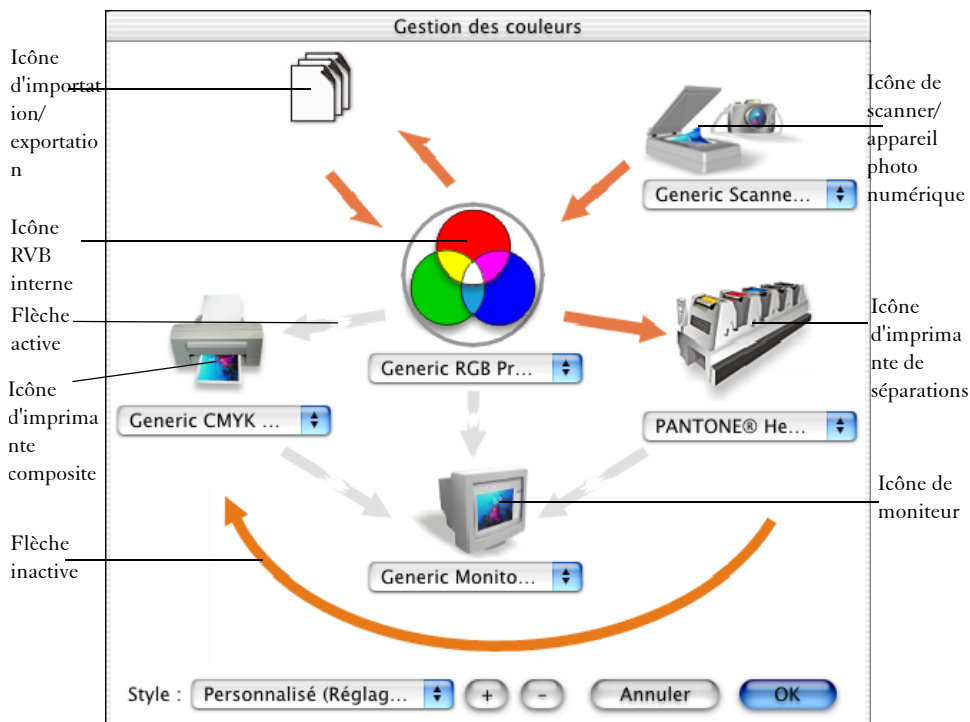 Gestion des couleurs
Icône
d'importat
ion/
exportatio
n
Icône de
scanner/
appareil
photo
numérique
Generic Scanne...
Icône
RVB
interne
Flèche
active
Icône
d'imprima
nte
composite
Icône
d'imprima
nte de
séparations
Generic RGB Pr...
Generic CMYK ...
PANTONE® He...
Icône de
moniteur
Flèche
inactive
Generic Monito...
Style : Personnalisé (Réglag... + - Annuler OK